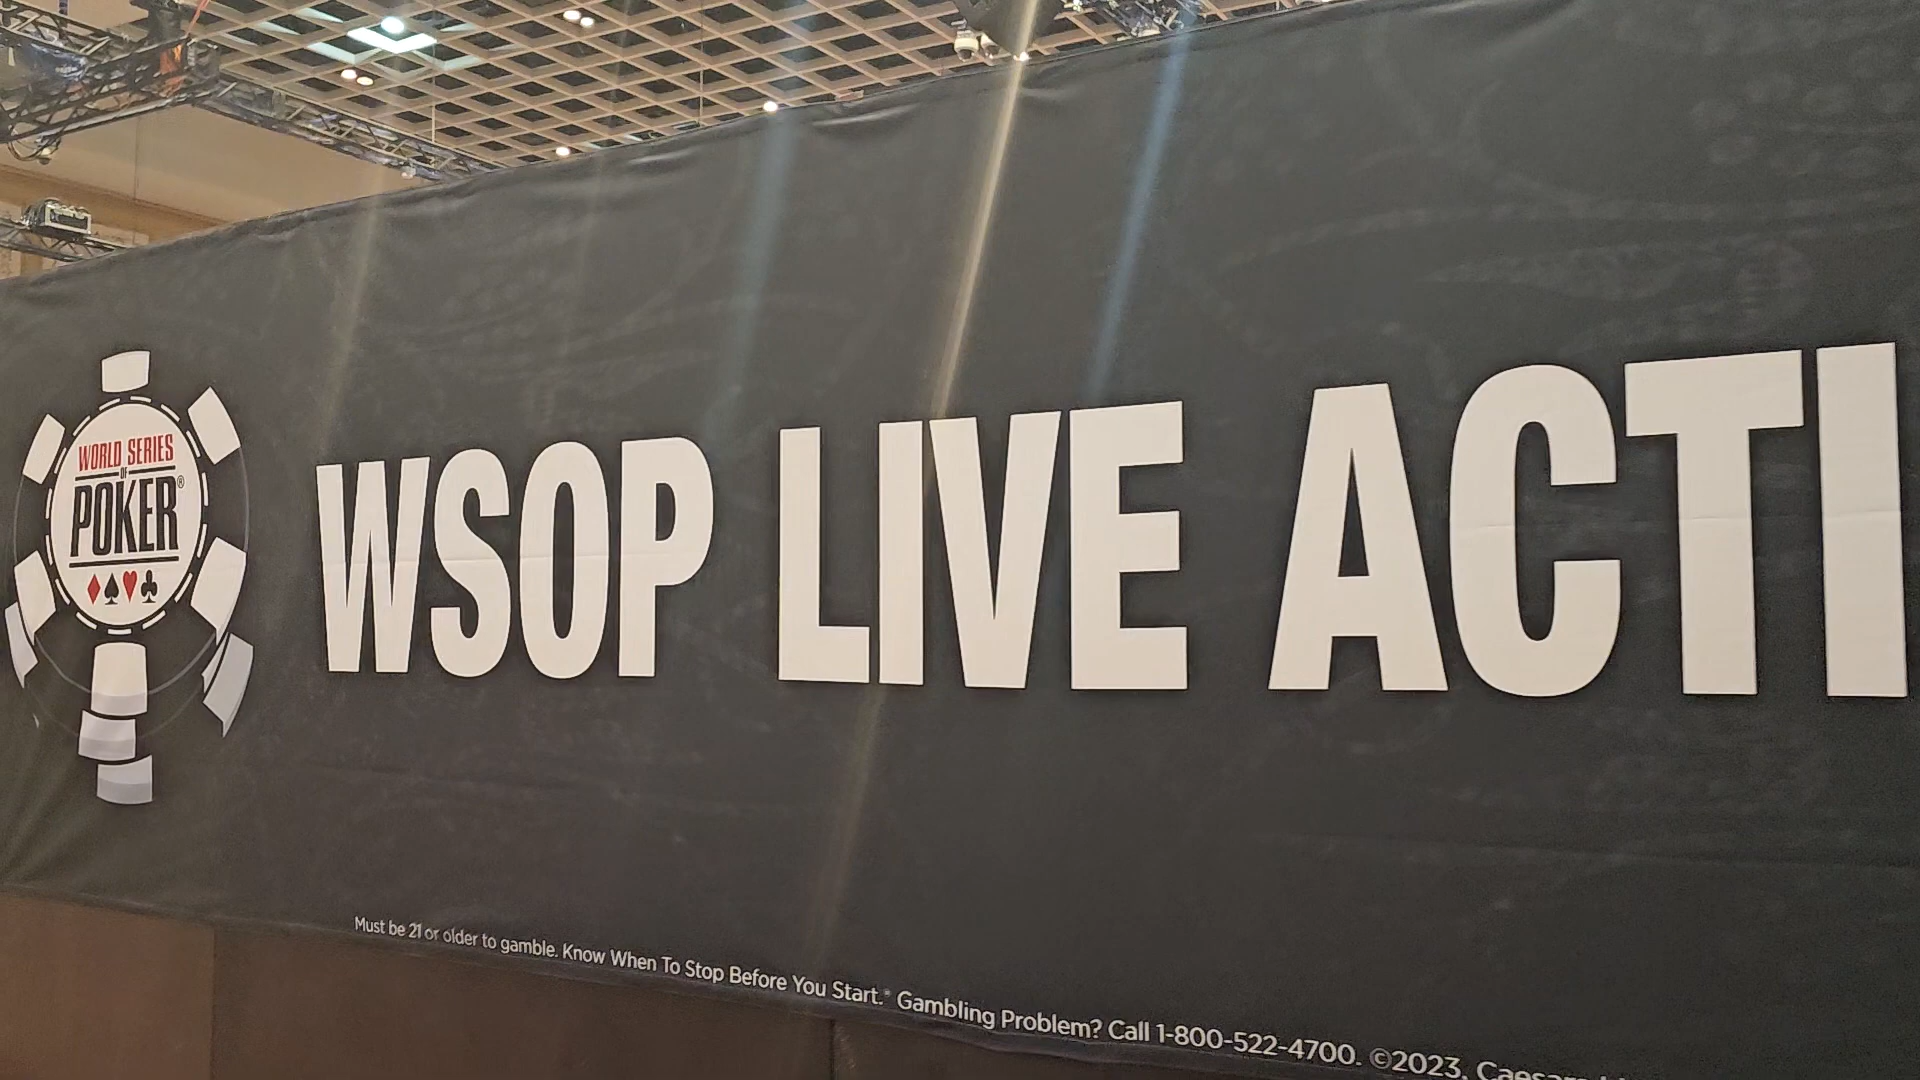 WORLD SERIES
OF
POKER®
WSOP LIVE ACTI
Must be 21 or older to gamble. Know When To Stop Before You Start.® Gambling Problem? Call 1-800-522-4700. ©2023, Caesars